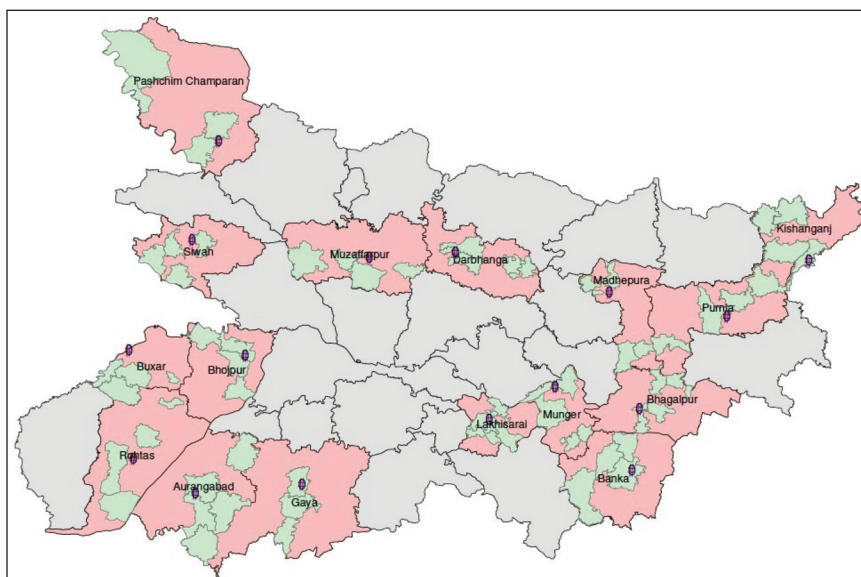 Pashchim Champaran
Kishanganj
Siwan
Muzaffarpur
Darbhanga
Madhepura
Purnia
Buxar
Bhojpur
Bhagalpur
Munger
Lakhisarai
Rohtas
Banka
Aurangabad
Gaya